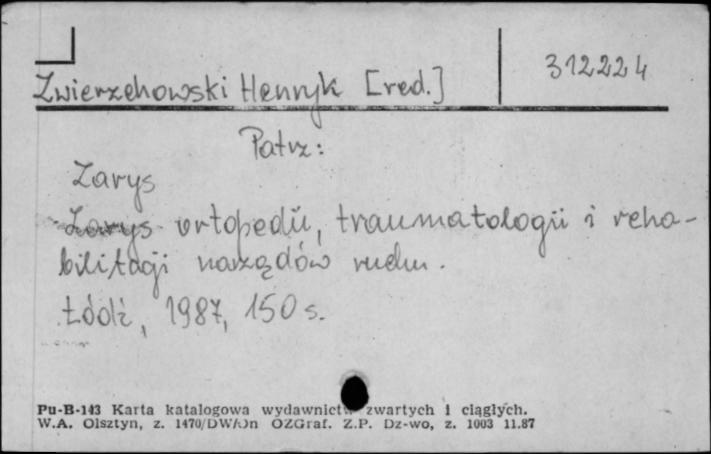 312224
Zwierzchowski Henryk [red.]
Patrz:
Zarys
Zarys ortopedii, traumatologii i reha-
bilitacji narządów ruchu.
Łódź, 1987, 150 s.
Pu-B-143 Karta katalogowa wydawnictw zwartych i ciągłych.
W.A. Olsztyn, z. 1470/DW/On OZGraf. Z.P. Dz-wo, z. 1003 11.87